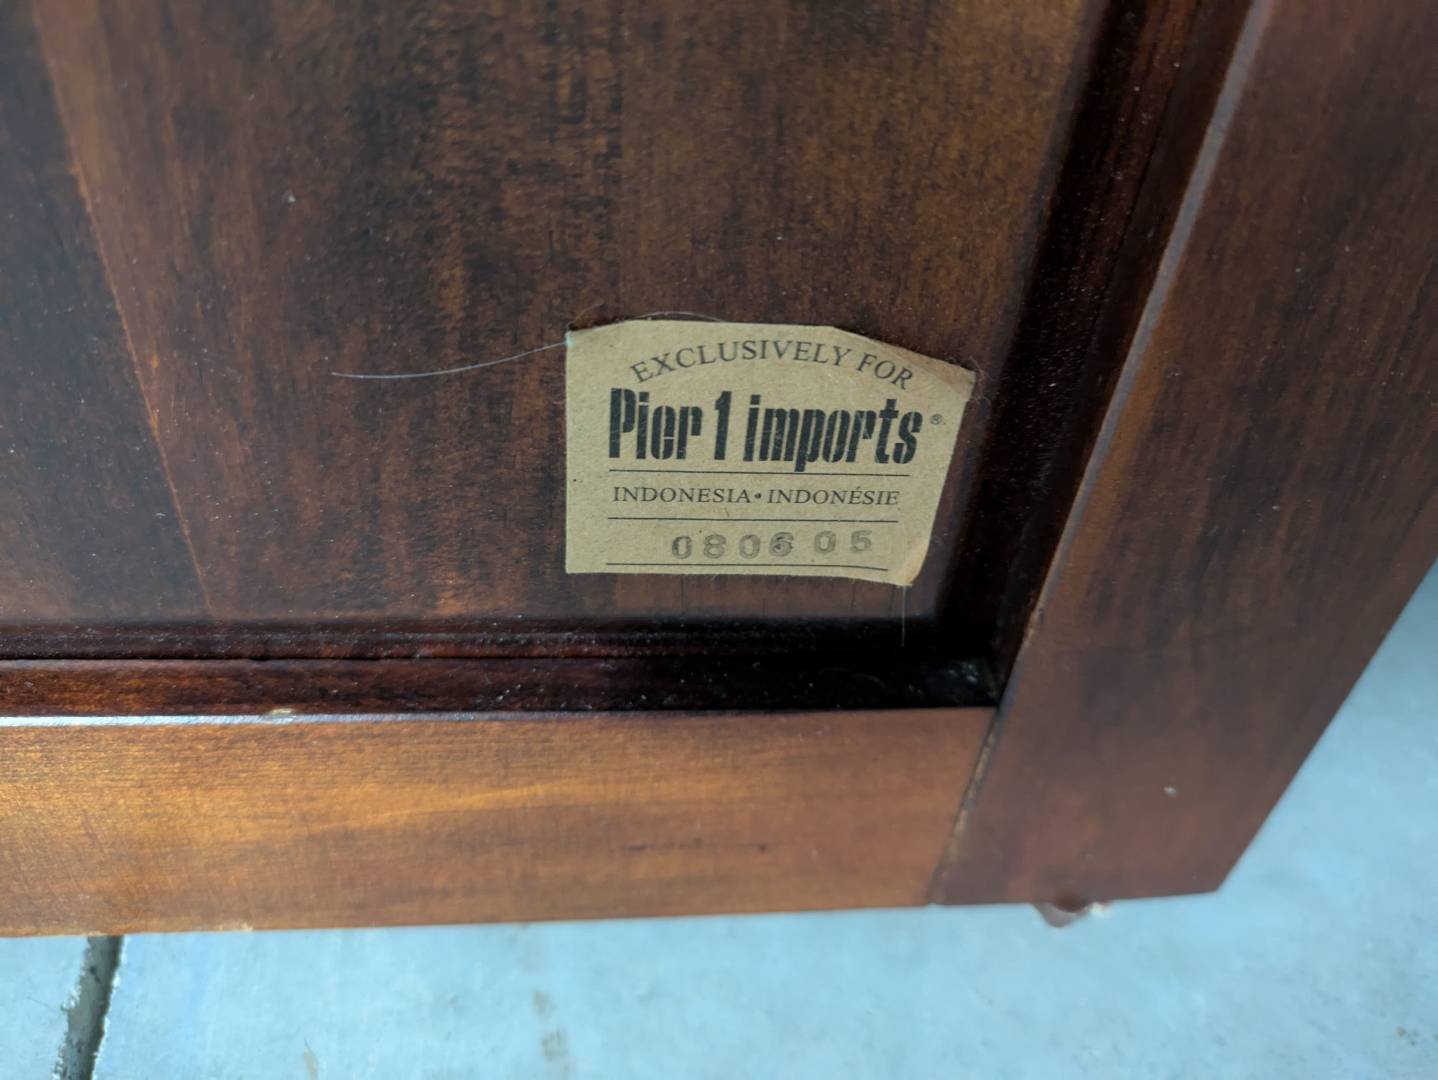 EXCLUSIVELY FOR
Pier 1 imports®
INDONESIA • INDONÉSIE
0806 05